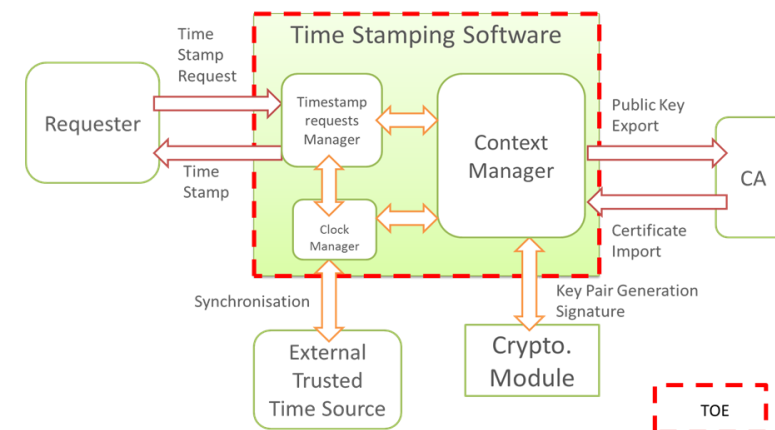 Time Stamping Software
Time
Stamp
Request
Requester
Timestamp
requests
Manager
Context
Manager
Public Key
Export
CA
Time
Stamp
Clock
Manager
Certificate
Import
Synchronisation
Key Pair Generation
Signature
External
Trusted
Time Source
Crypto.
Module
TOE